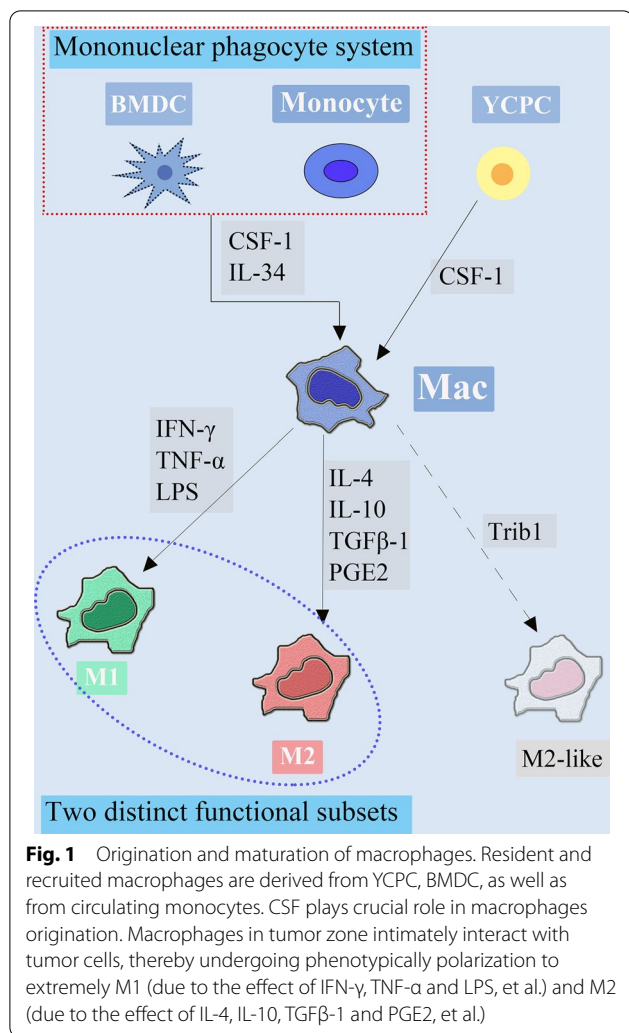 Mononuclear phagocyte system
BMDC
Monocyte
YCPC
CSF-1
IL-34
CSF-1
Mac
IFN-γ
TNF-α
LPS
IL-4
IL-10
TGFβ-1
PGE2
Trib1
M1
M2
M2-like
Two distinct functional subsets
Fig. 1 Origination and maturation of macrophages. Resident and
recruited macrophages are derived from YCPC, BMDC, as well as
from circulating monocytes. CSF plays crucial role in macrophages
origination. Macrophages in tumor zone intimately interact with
tumor cells, thereby undergoing phenotypically polarization to
extremely M1 (due to the effect of IFN-γ, TNF-α and LPS, et al.) and M2
(due to the effect of IL-4, IL-10, TGFβ-1 and PGE2, et al.)